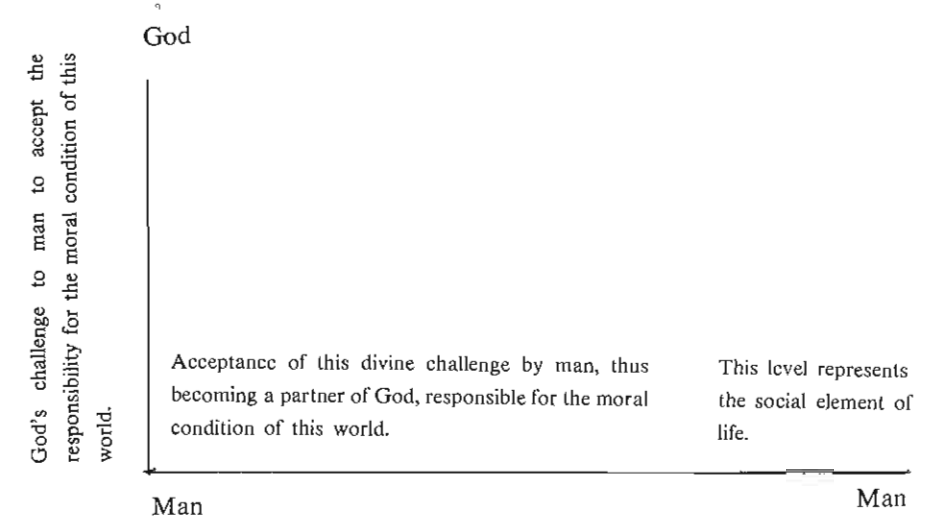 God
God's challenge to man to accept the
responsibility for the moral condition of this
world.
Acceptance of this divine challenge by man, thus
becoming a partner of God, responsible for the moral
condition of this world.
This level represents
the social element of
life.
Man
Man